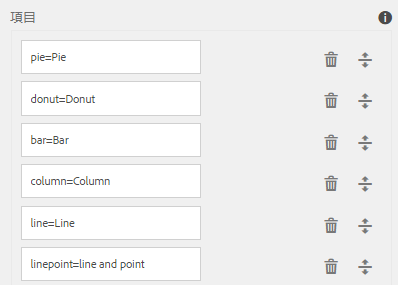 項目
pie=Pie
donut=Donut
bar=Bar
column=Column
line=Line
linepoint=line and point